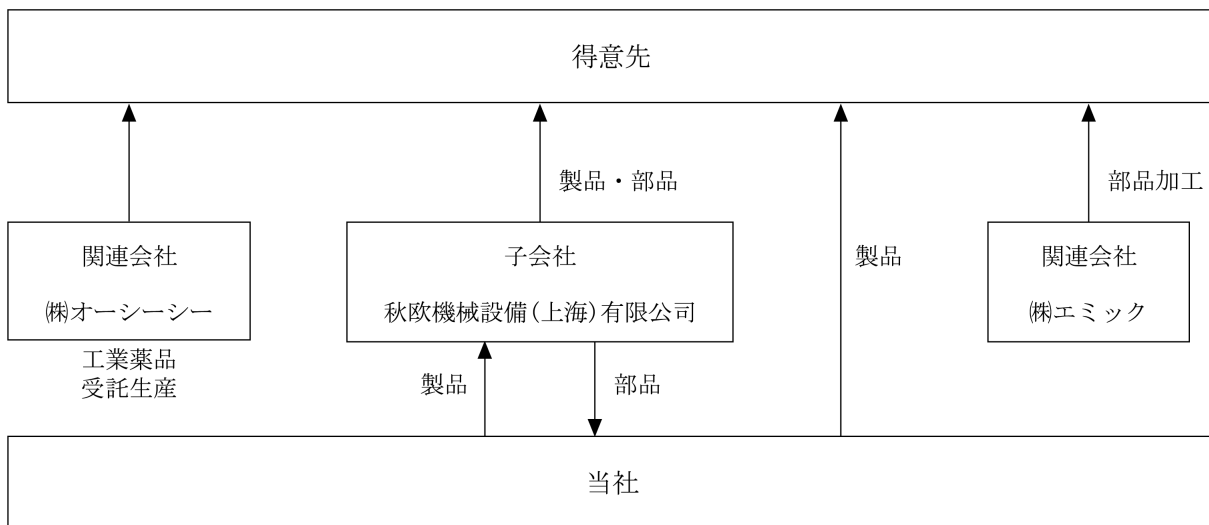 得意先
製品・部品
部品加工
関連会社
㈱オーシーシー
工業薬品
受託生産
子会社
秋欧機械設備(上海)有限公司
製品
関連会社
㈱エミック
製品
部品
当社